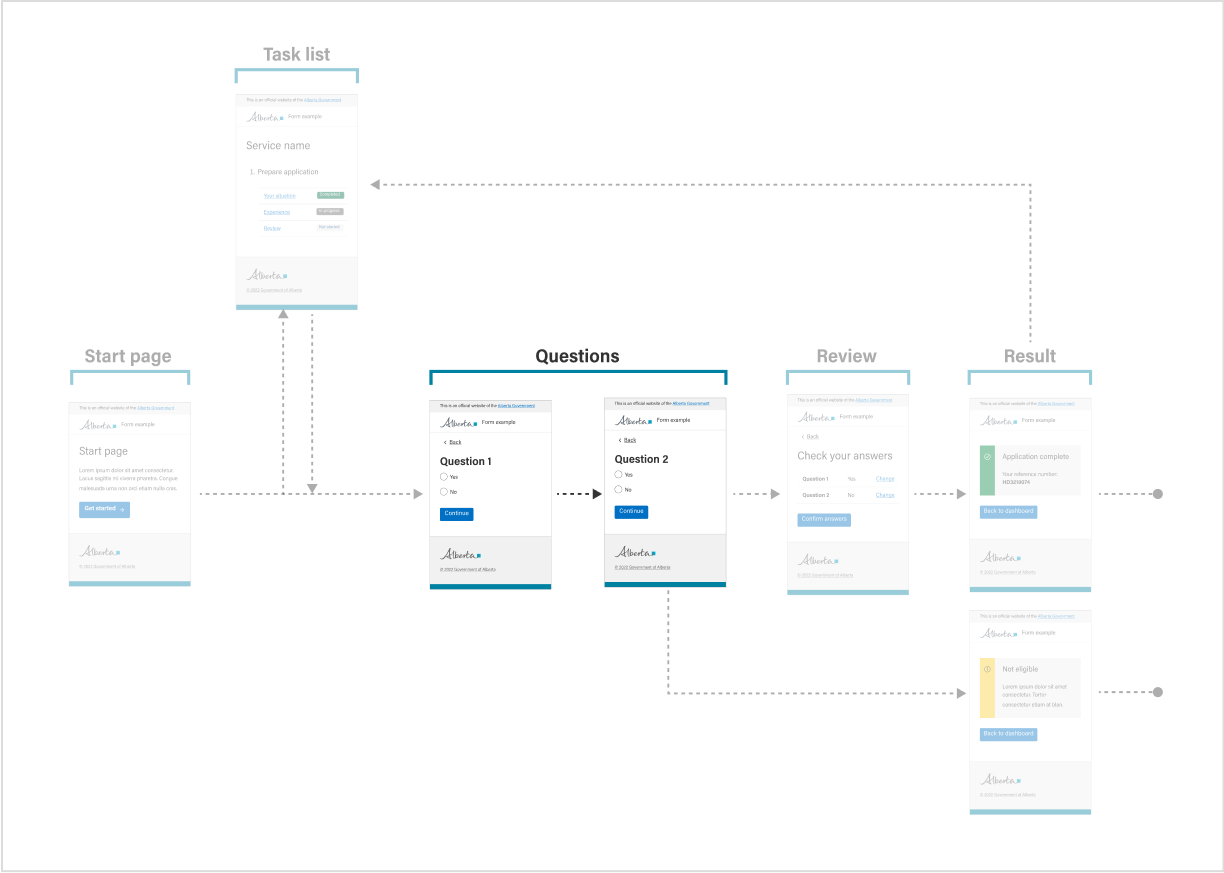 Task list
This is an official website of the Alberta Government
Alberta Form example
Service name
1. Prepare application
Your situation Completed
Experience In progress
Review Not started
Alberta
© 2022 Government of Alberta
Start page
This is an official website of the Alberta Government
Alberta Form example
Start page
Lorem ipsum dolor sit amet consectetur.
Lacus sagittis mi viverra pharetra. Congue
malesuada urna non orci etiam nulla cras.
Get started →
Alberta
© 2022 Government of Alberta
Questions
This is an official website of the Alberta Government
Alberta Form example
< Back
Question 1
Yes
No
Continue
Alberta
© 2022 Government of Alberta
This is an official website of the Alberta Government
Alberta Form example
< Back
Question 2
Yes
No
Continue
Alberta
© 2022 Government of Alberta
Review
This is an official website of the Alberta Government
Alberta Form example
< Back
Check your answers
Question 1 Yes Change
Question 2 No Change
Confirm answers
Alberta
© 2022 Government of Alberta
Result
This is an official website of the Alberta Government
Alberta Form example
Application complete
Your reference number:
Back to dashboard
Alberta
© 2022 Government of Alberta
This is an official website of the Alberta Government
Alberta Form example
Not eligible
Lorem ipsum dolor sit amet
consectetur. Tortor
consectetur etiam at blan.
Back to dashboard
Alberta
© 2022 Government of Alberta